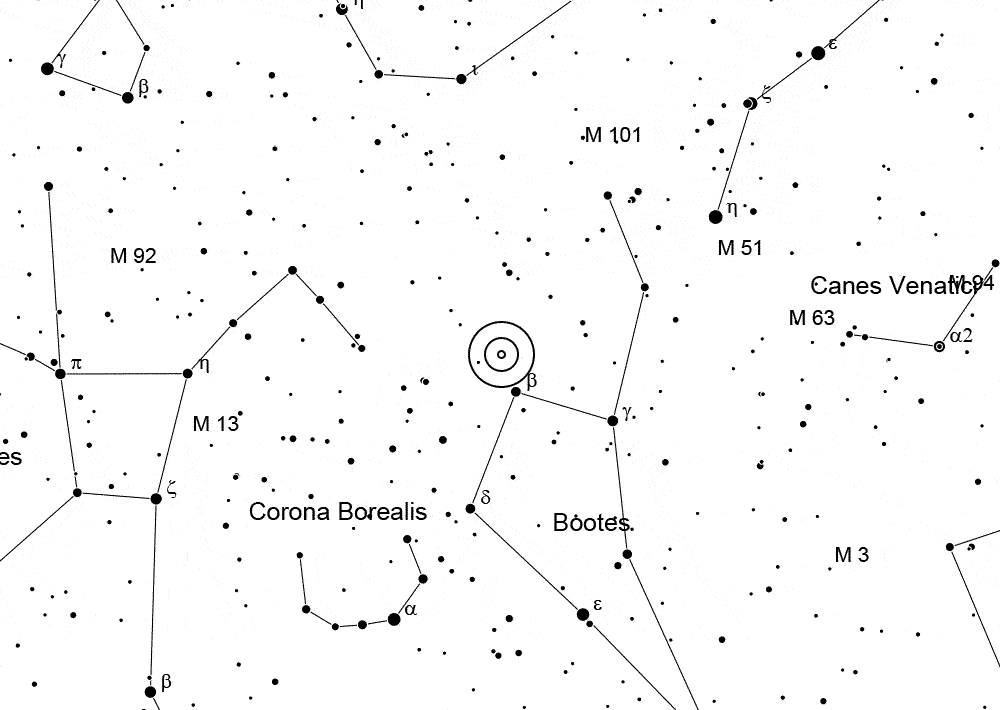 η
γ
ι
ε
β
ζ
M 101
η
M 51
M 92
Canes Venatici
M 94
M 63
α2
π
η
β
γ
M 13
es
ζ
δ
Corona Borealis
Bootes
M 3
α
ε
β